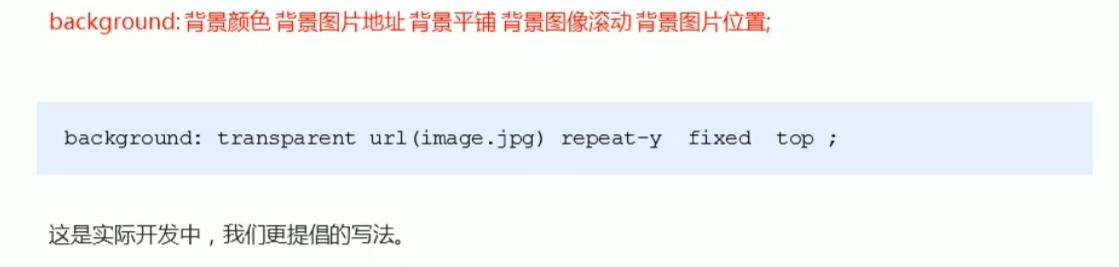 background: 背景颜色 背景图片地址 背景平铺 背景图像滚动 背景图片位置;
background: transparent url(image.jpg) repeat-y  fixed  top ;
这是实际开发中，我们更提倡的写法。